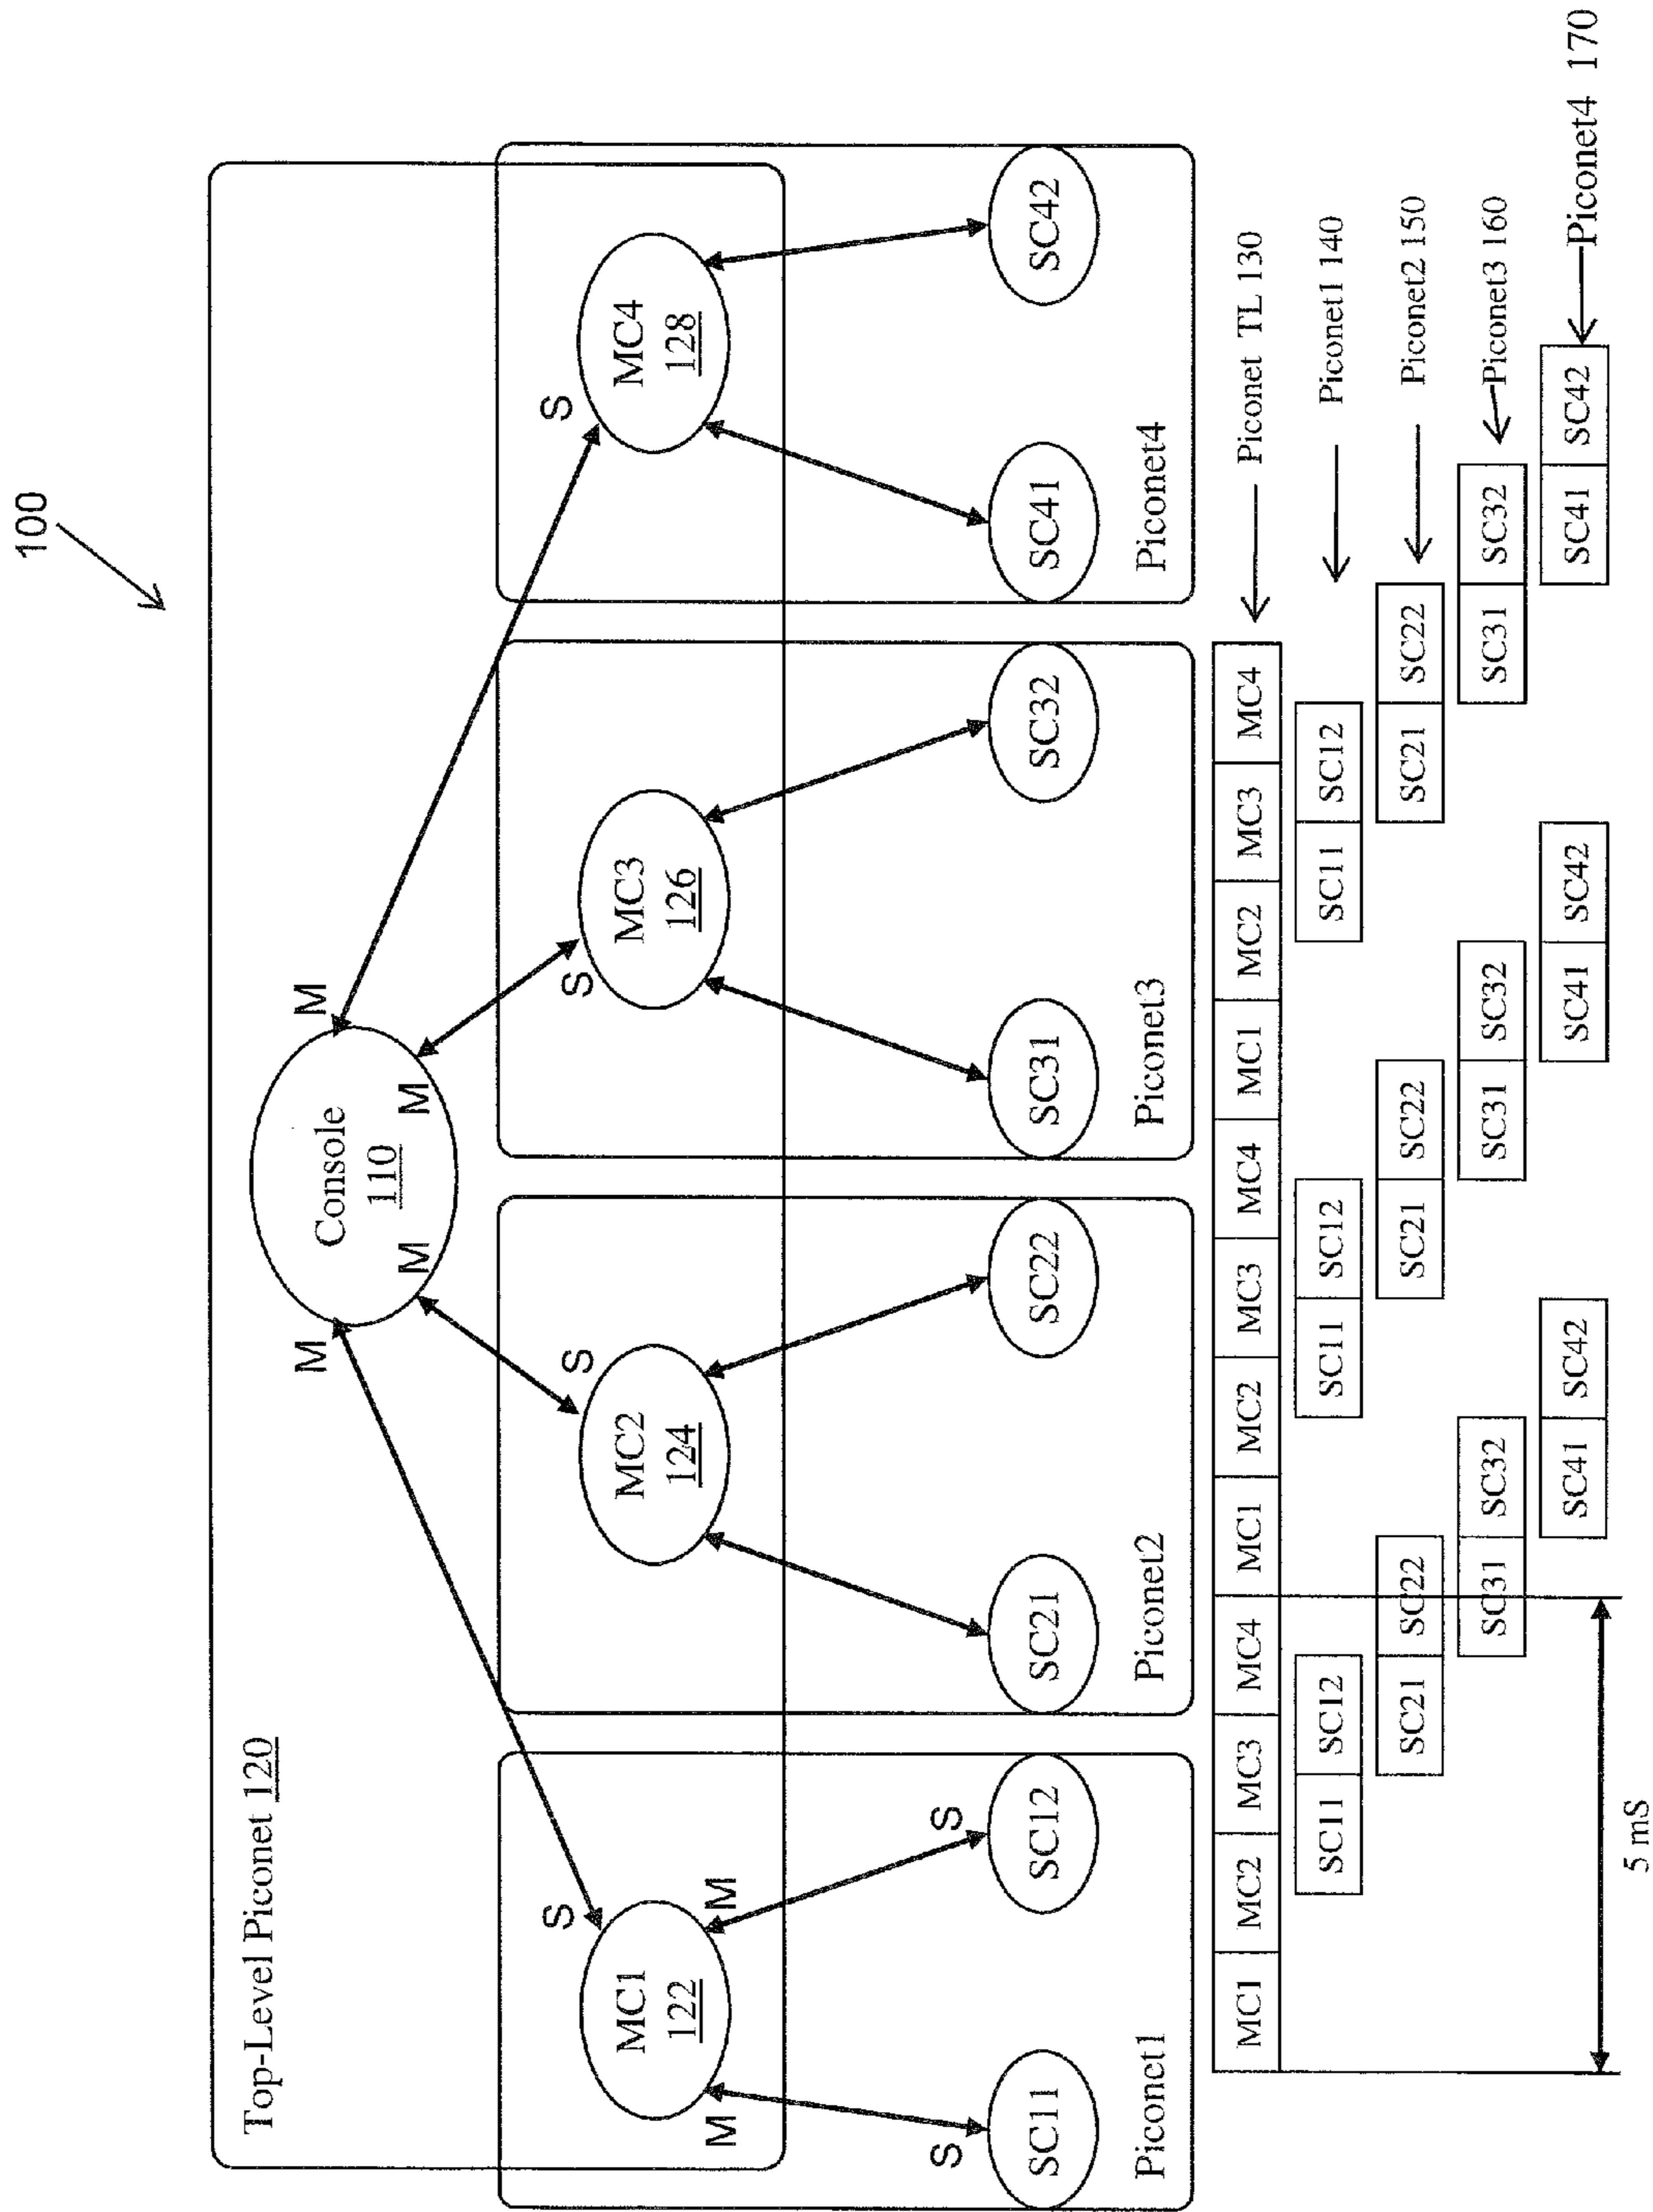 100
Top-Level Piconet 120
Console
110
M
M
M
M
S
S
S
S
MC1
122
MC2
124
MC3
126
MC4
128
M
M
S
S
SC11
SC12
SC21
SC22
SC31
SC32
SC41
SC42
Piconet1
Piconet2
Piconet3
Piconet4
MC1 MC2 MC3 MC4 MC1 MC2 MC3 MC4 MC1 MC2 MC3 MC4
Piconet TL 130
SC11 SC12 SC11 SC12 SC11 SC12
Piconet1 140
SC21 SC22 SC21 SC22 SC21 SC22
Piconet2 150
SC31 SC32 SC31 SC32 SC31 SC32
Piconet3 160
SC41 SC42 SC41 SC42 SC41 SC42
Piconet4 170
5 mS